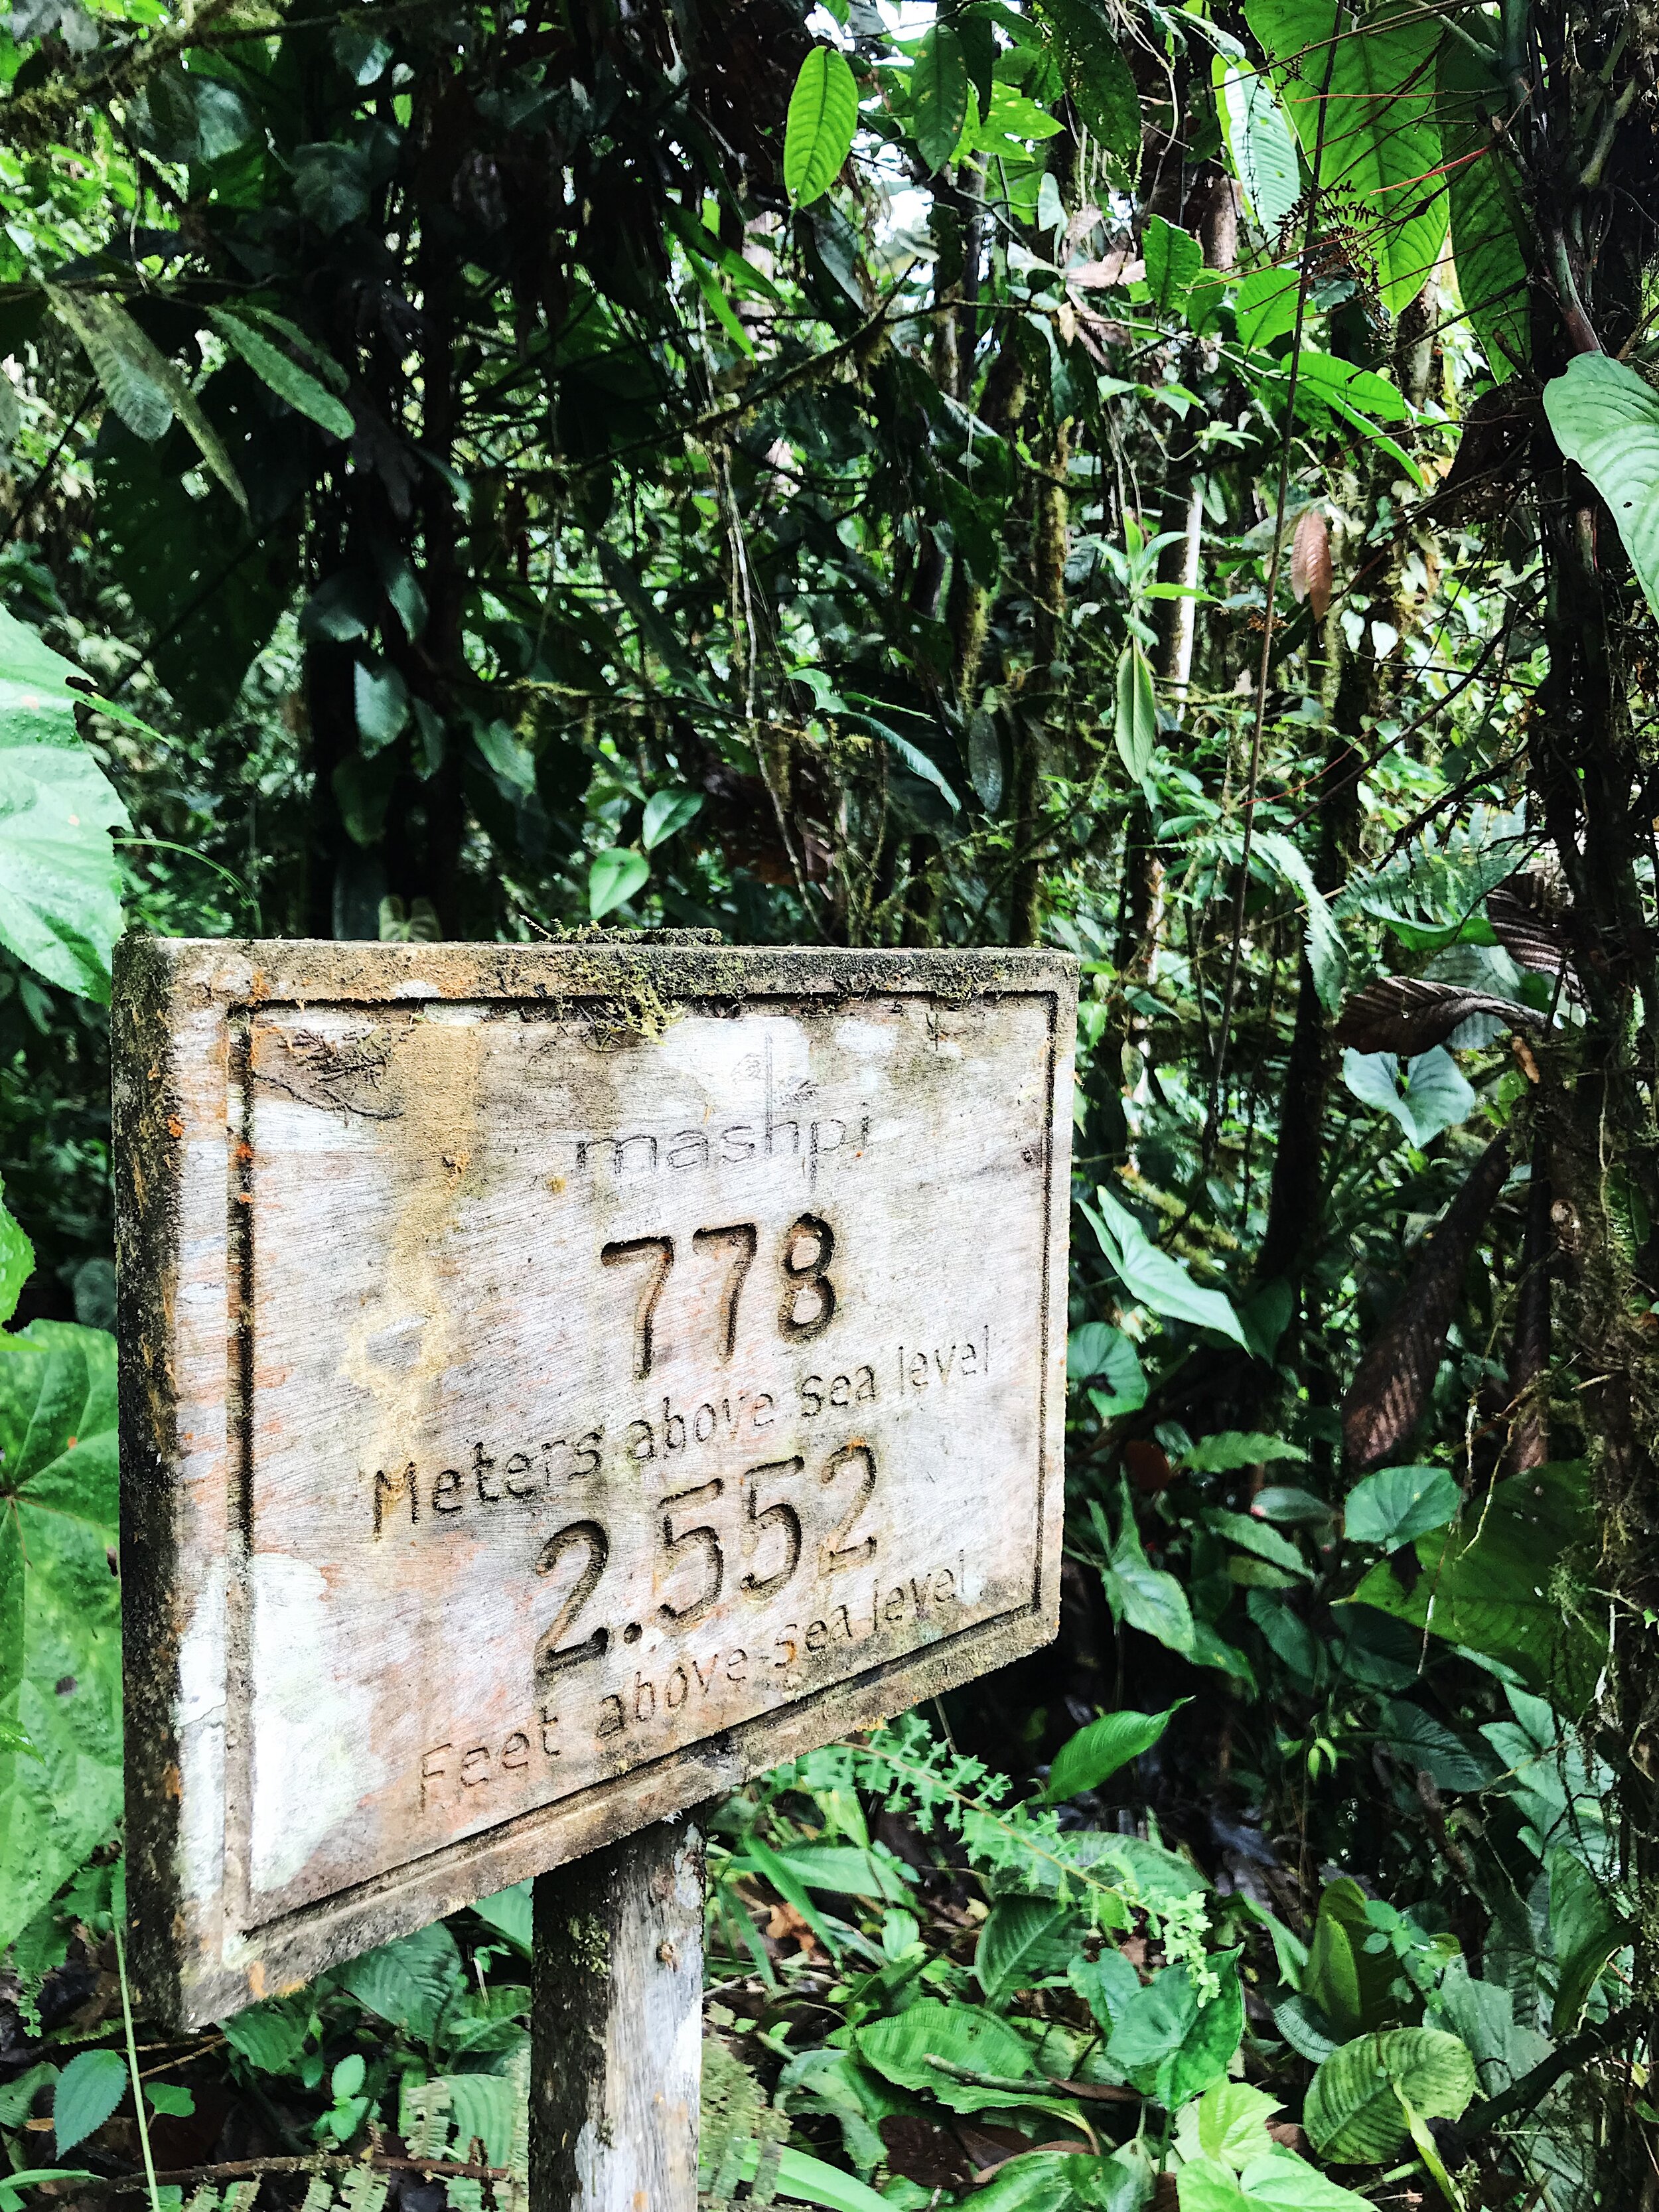 mashpi
778
Meters above sea level
2.552
Feet above sea level